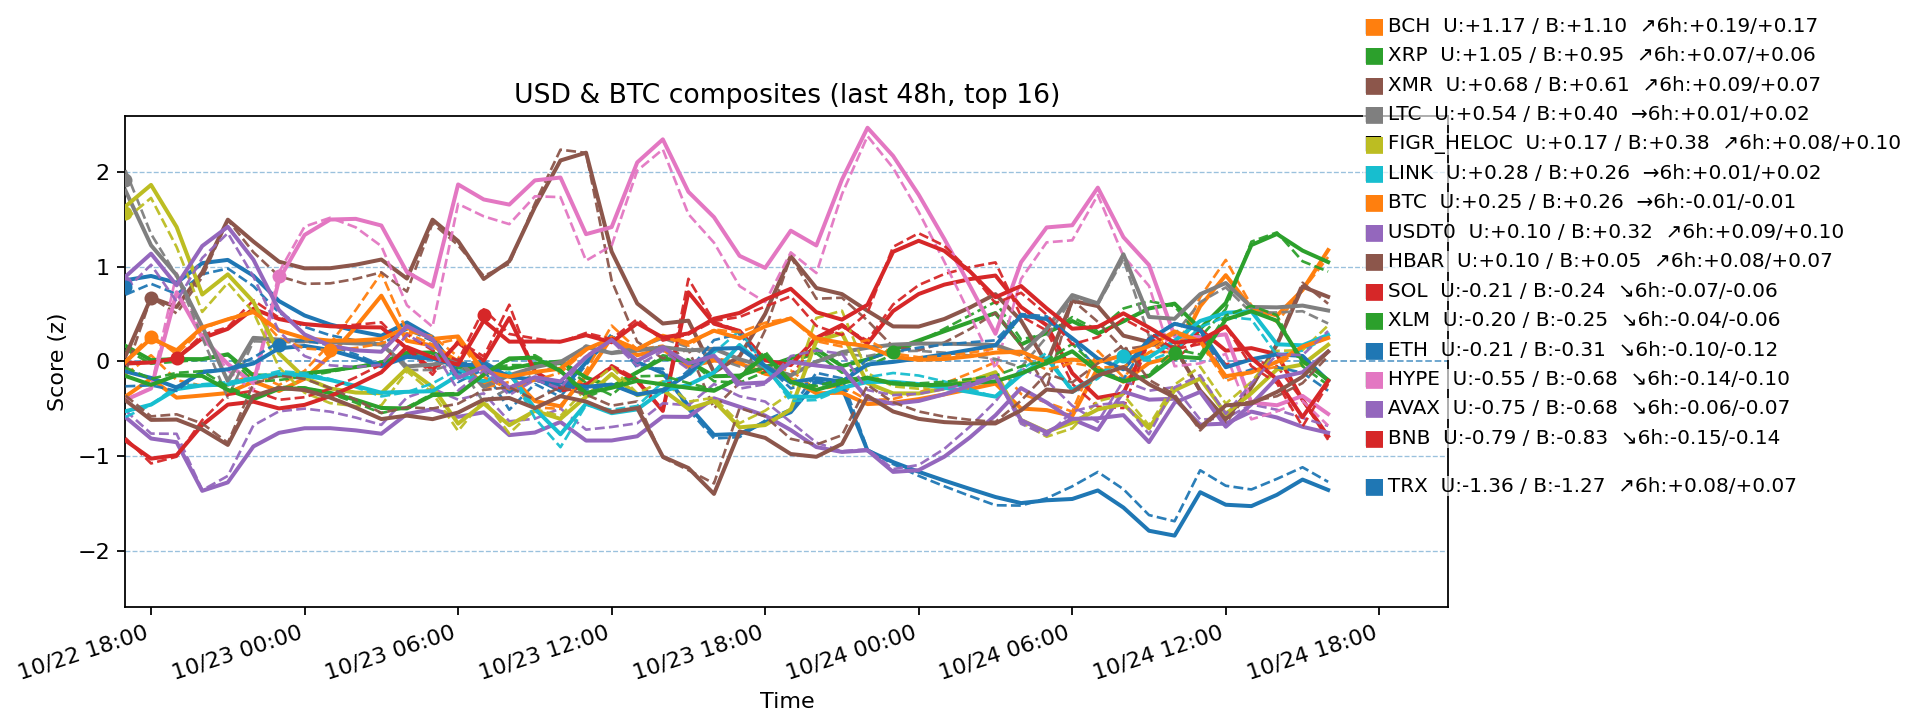 BCH U:+1.17 / B:+1.10 ↗6h:+0.19/+0.17
XRP U:+1.05 / B:+0.95 ↗6h:+0.07/+0.06
XMR U:+0.68 / B:+0.61 ↗6h:+0.09/+0.07
LTC U:+0.54 / B:+0.40 →6h:+0.01/+0.02
FIGR_HELOC U:+0.17 / B:+0.38 ↗6h:+0.08/+0.10
LINK U:+0.28 / B:+0.26 →6h:+0.01/+0.02
BTC U:+0.25 / B:+0.26 →6h:-0.01/-0.01
USDT0 U:+0.10 / B:+0.32 ↗6h:+0.09/+0.10
HBAR U:+0.10 / B:+0.05 ↗6h:+0.08/+0.07
SOL U:-0.21 / B:-0.24 ↘6h:-0.07/-0.06
XLM U:-0.20 / B:-0.25 ↘6h:-0.04/-0.06
ETH U:-0.21 / B:-0.31 ↘6h:-0.10/-0.12
HYPE U:-0.55 / B:-0.68 ↘6h:-0.14/-0.10
AVAX U:-0.75 / B:-0.68 ↘6h:-0.06/-0.07
BNB U:-0.79 / B:-0.83 ↘6h:-0.15/-0.14
TRX U:-1.36 / B:-1.27 ↗6h:+0.08/+0.07
USD & BTC composites (last 48h, top 16)
Score (z)
2
1
0
−1
−2
10/22 18:00
10/23 00:00
10/23 06:00
10/23 12:00
10/23 18:00
10/24 00:00
10/24 06:00
10/24 12:00
10/24 18:00
Time